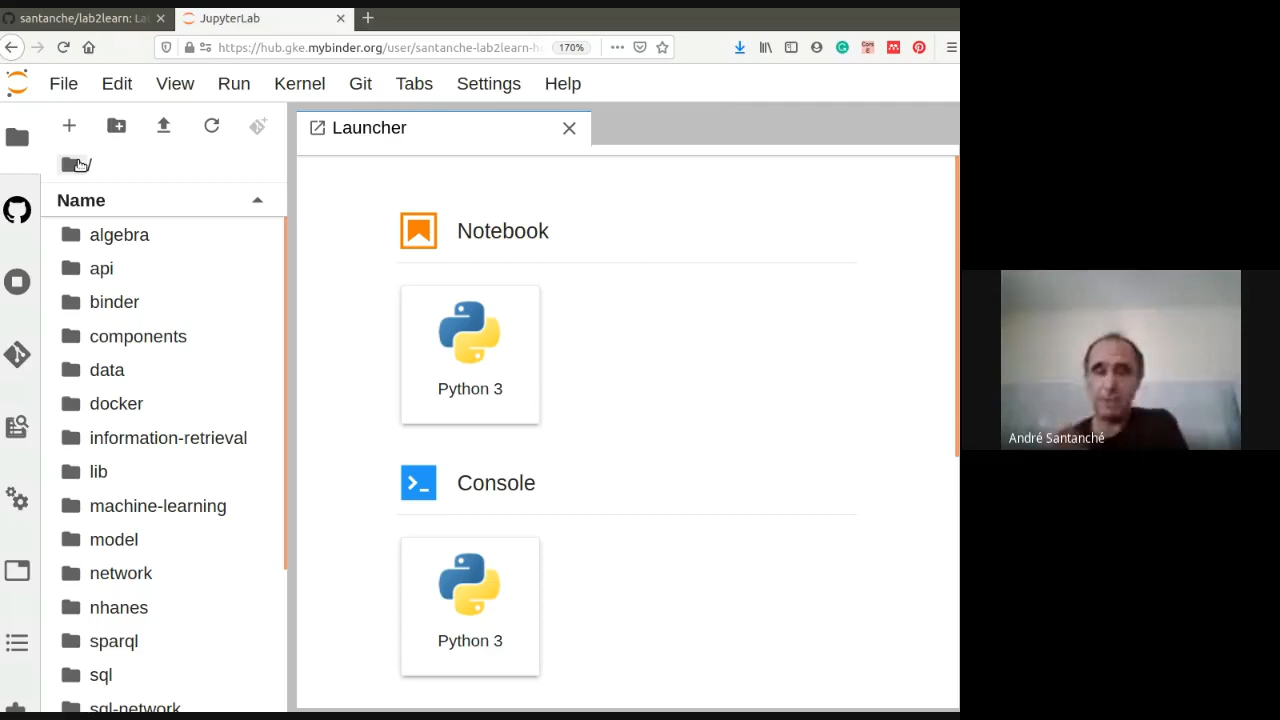 santanche/lab2learn: La
JupyterLab
https://hub.gke.mybinder.org/user/santanche-lab2learn-h
170%
File Edit View Run Kernel Git Tabs Settings Help
/
Launcher
Name
algebra
api
binder
components
data
docker
information-retrieval
lib
machine-learning
model
network
nhanes
sparql
sql
sql-network
Notebook
Python 3
Console
Python 3
André Santanché